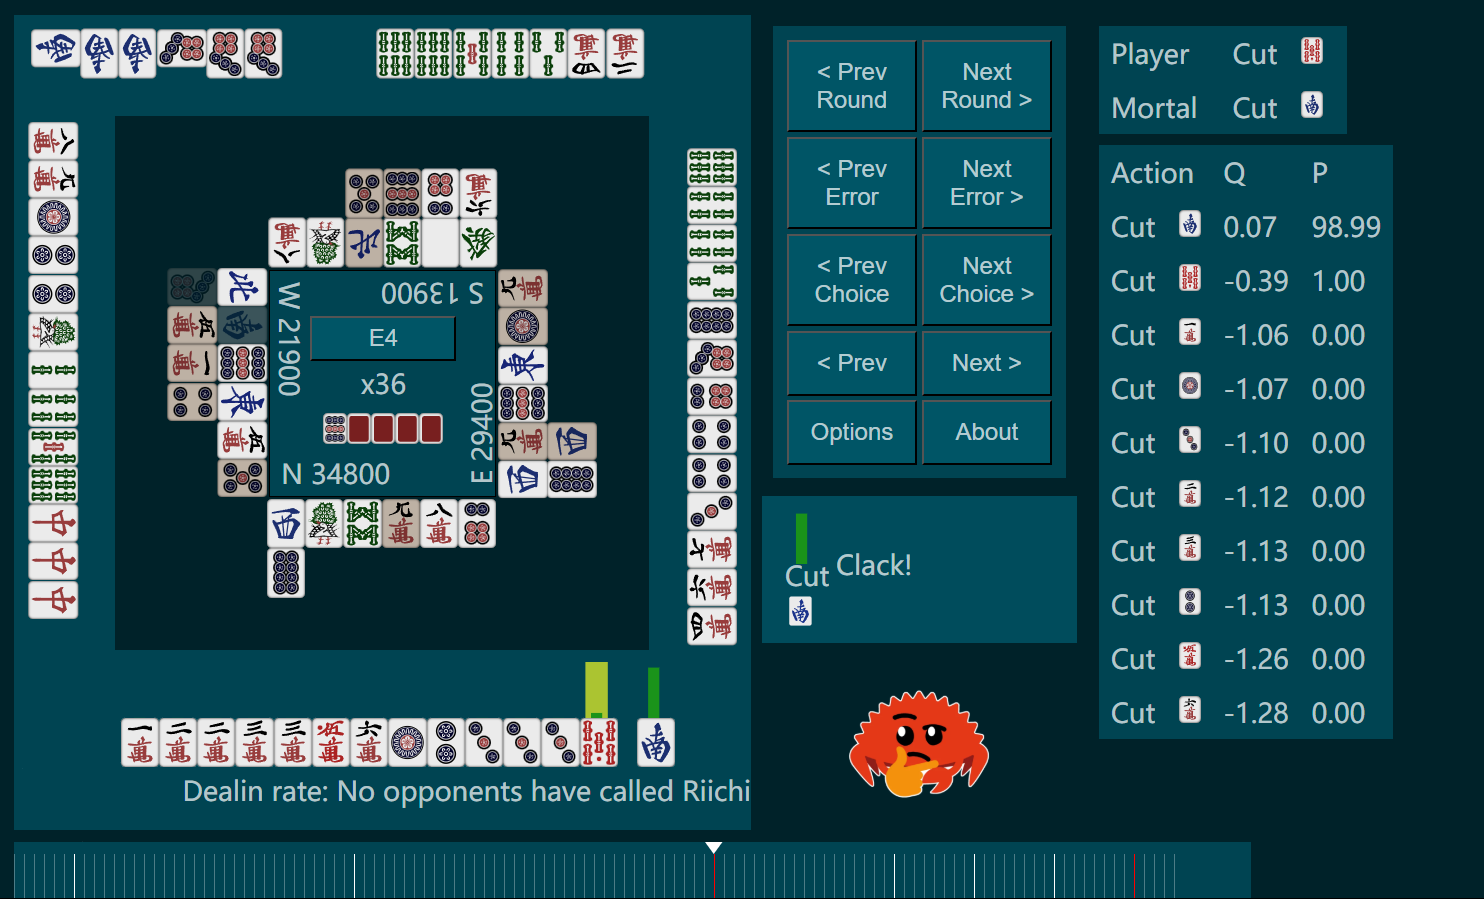 S 13900
W 21900
E4
x36
E 29400
N 34800
Dealin rate: No opponents have called Riichi
< Prev
Round
Next
Round >
< Prev
Error
Next
Error >
< Prev
Choice
Next
Choice >
< Prev
Next >
Options
About
Cut
Clack!
Player Cut
Mortal Cut
Action Q P
Cut 0.07 98.99
Cut -0.39 1.00
Cut -1.06 0.00
Cut -1.07 0.00
Cut -1.10 0.00
Cut -1.12 0.00
Cut -1.13 0.00
Cut -1.13 0.00
Cut -1.26 0.00
Cut -1.28 0.00